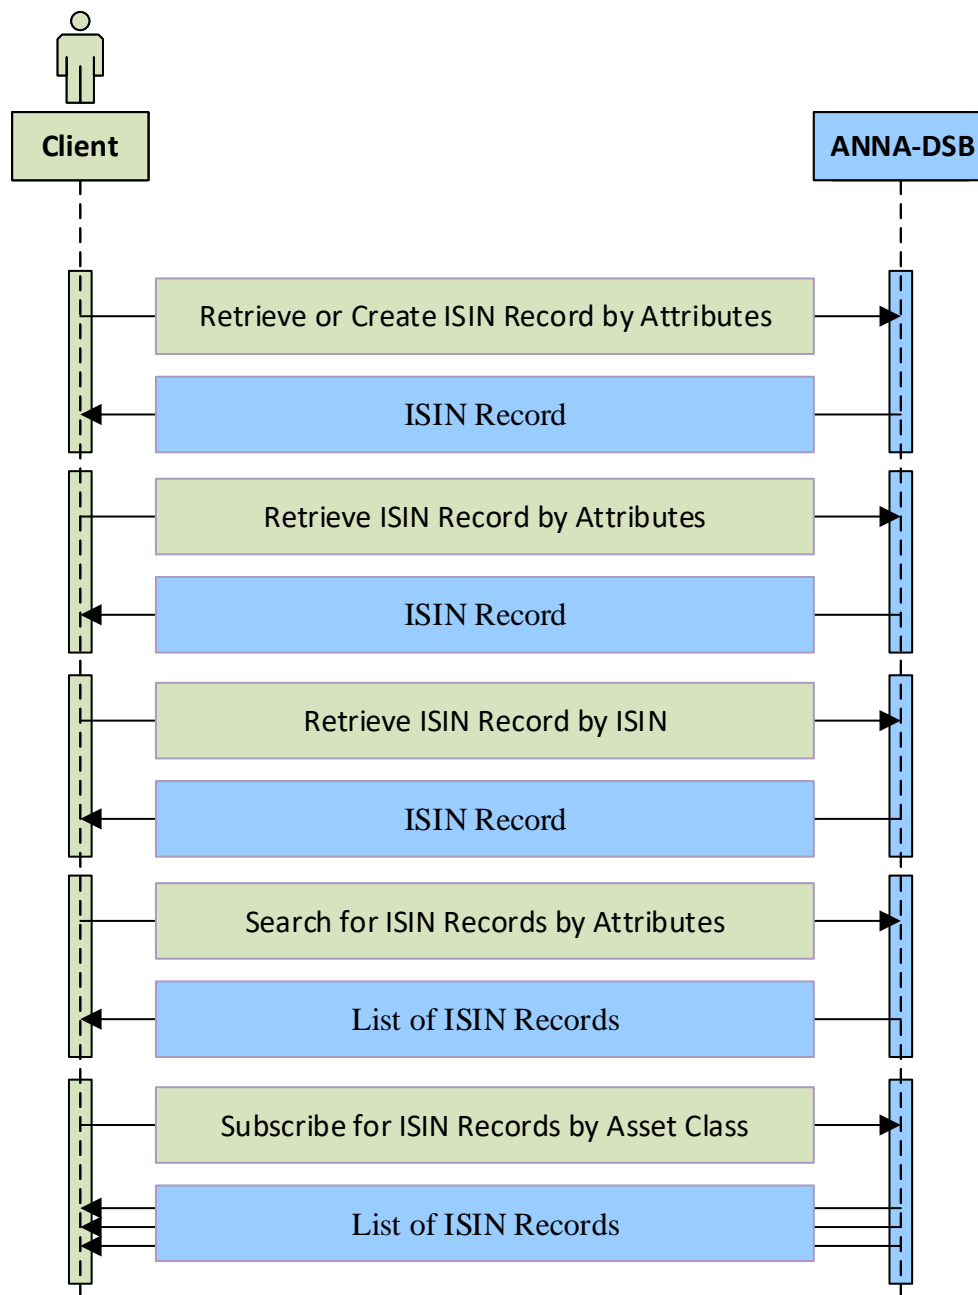 Client
ANNA-DSB
Retrieve or Create ISIN Record by Attributes
ISIN Record
Retrieve ISIN Record by Attributes
ISIN Record
Retrieve ISIN Record by ISIN
ISIN Record
Search for ISIN Records by Attributes
List of ISIN Records
Subscribe for ISIN Records by Asset Class
List of ISIN Records